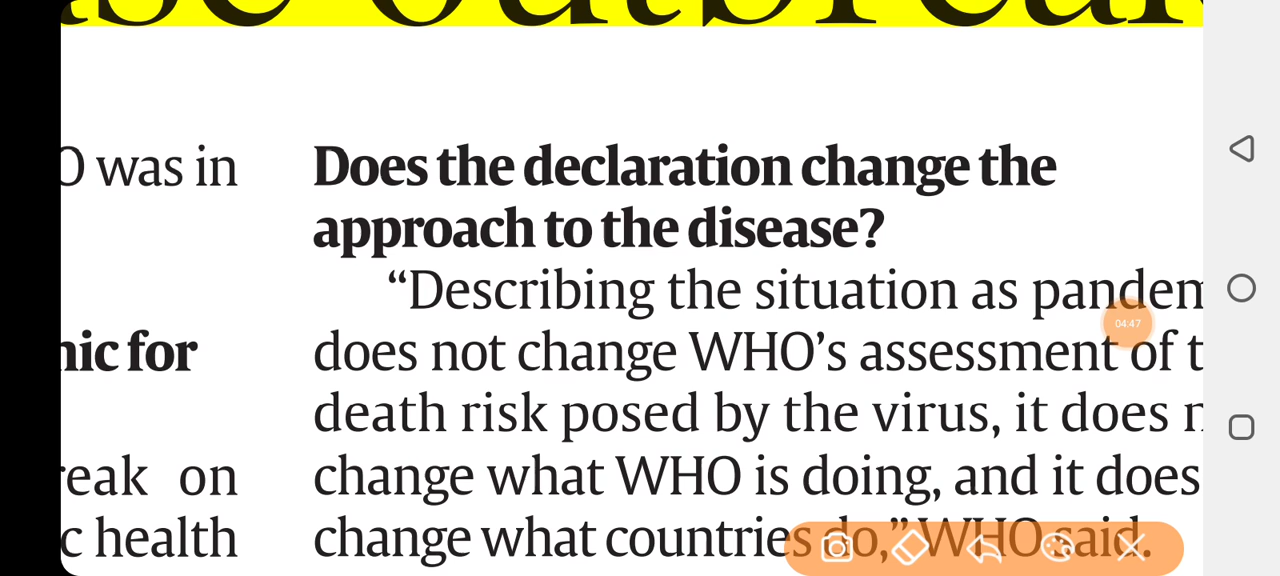 outbreak
O was in
nic for
reak on
c health
Does the declaration change the
approach to the disease?
“Describing the situation as pandem
does not change WHO’s assessment of t
death risk posed by the virus, it does n
change what WHO is doing, and it does
change what countries do,” WHO said.
04:47